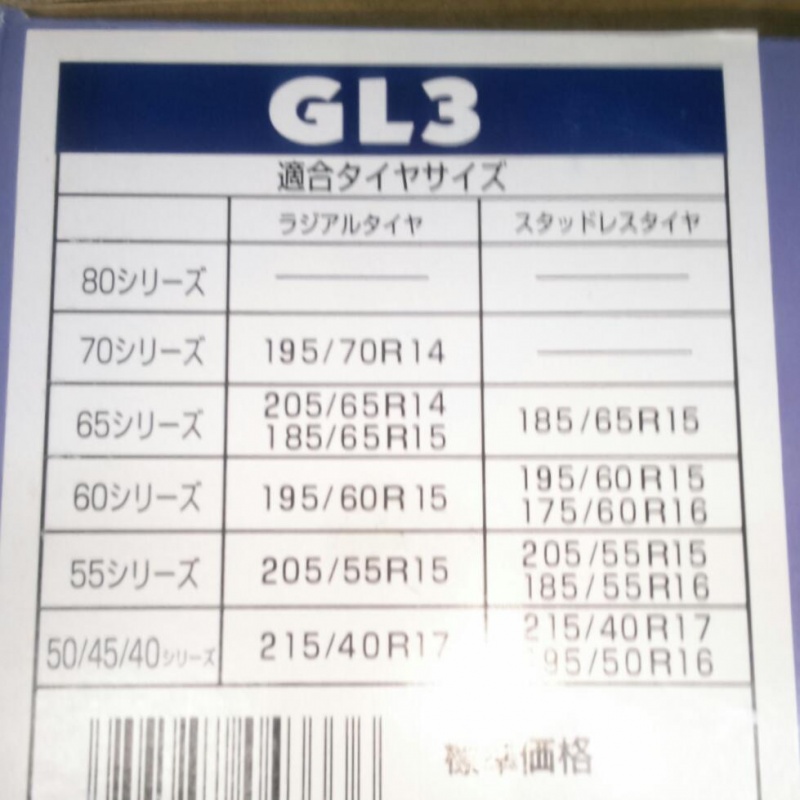 GL3
適合タイヤサイズ
ラジアルタイヤ スタッドレスタイヤ
80シリーズ
70シリーズ 195/70R14
65シリーズ 205/65R14 185/65R15 185/65R15
60シリーズ 195/60R15 195/60R15 175/60R16
55シリーズ 205/55R15 205/55R15 185/55R16
50/45/40シリーズ 215/40R17 215/40R17 195/50R16
標準価格